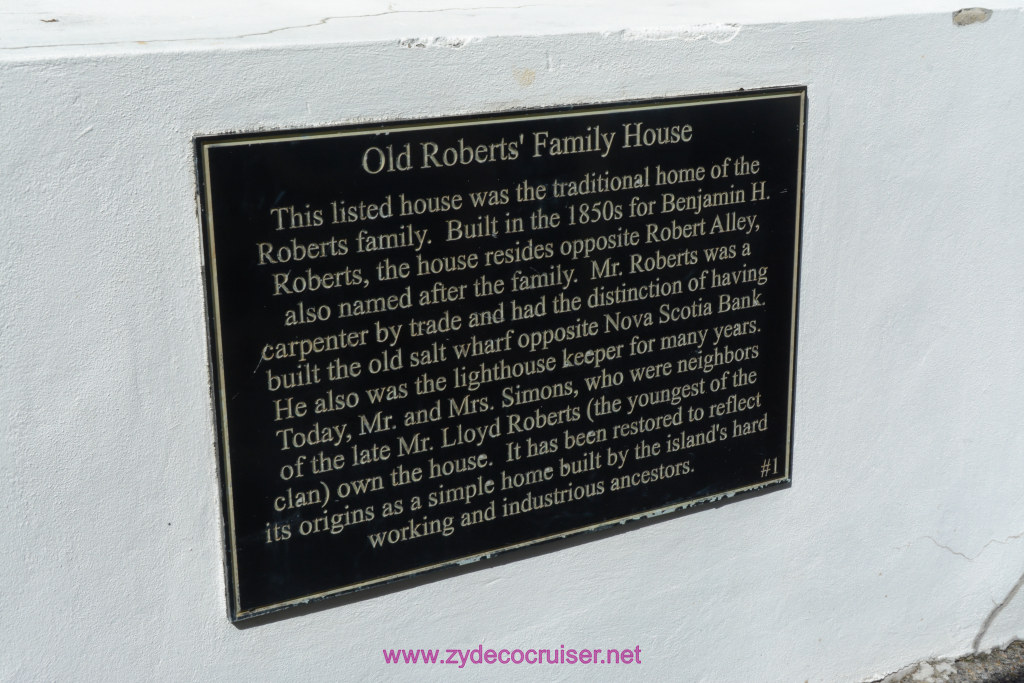 Old Roberts' Family House
This listed house was the traditional home of the
Roberts family. Built in the 1850s for Benjamin H.
Roberts, the house resides opposite Robert Alley,
also named after the family. Mr. Roberts was a
carpenter by trade and had the distinction of having
built the old salt wharf opposite Nova Scotia Bank.
He also was the lighthouse keeper for many years.
Today, Mr. and Mrs. Simons, who were neighbors
of the late Mr. Lloyd Roberts (the youngest of the
clan) own the house. It has been restored to reflect
its origins as a simple home built by the island's hard
working and industrious ancestors.
#1
www.zydecocruiser.net